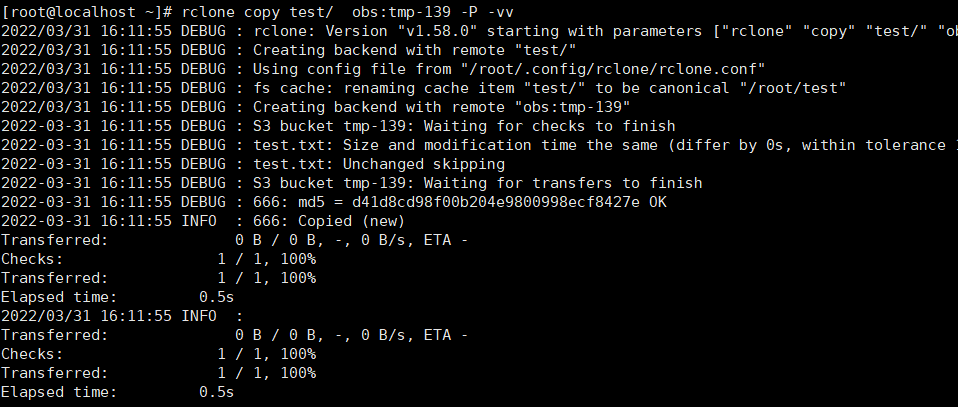 [root@localhost ~]# rclone copy test/  obs:tmp-139 -P -vv
2022/03/31 16:11:55 DEBUG : rclone: Version "v1.58.0" starting with parameters ["rclone" "copy" "test/" "ob
2022/03/31 16:11:55 DEBUG : Creating backend with remote "test/"
2022/03/31 16:11:55 DEBUG : Using config file from "/root/.config/rclone/rclone.conf"
2022/03/31 16:11:55 DEBUG : fs cache: renaming cache item "test/" to be canonical "/root/test"
2022/03/31 16:11:55 DEBUG : Creating backend with remote "obs:tmp-139"
2022-03-31 16:11:55 DEBUG : S3 bucket tmp-139: Waiting for checks to finish
2022-03-31 16:11:55 DEBUG : test.txt: Size and modification time the same (differ by 0s, within tolerance
2022-03-31 16:11:55 DEBUG : test.txt: Unchanged skipping
2022-03-31 16:11:55 DEBUG : S3 bucket tmp-139: Waiting for transfers to finish
2022-03-31 16:11:55 DEBUG : 666: md5 = d41d8cd98f00b204e9800998ecf8427e OK
2022-03-31 16:11:55 INFO  : 666: Copied (new)
Transferred:              0 B / 0 B, -, 0 B/s, ETA -
Checks:                 1 / 1, 100%
Transferred:            1 / 1, 100%
Elapsed time:         0.5s
2022/03/31 16:11:55 INFO  :
Transferred:              0 B / 0 B, -, 0 B/s, ETA -
Checks:                 1 / 1, 100%
Transferred:            1 / 1, 100%
Elapsed time:         0.5s